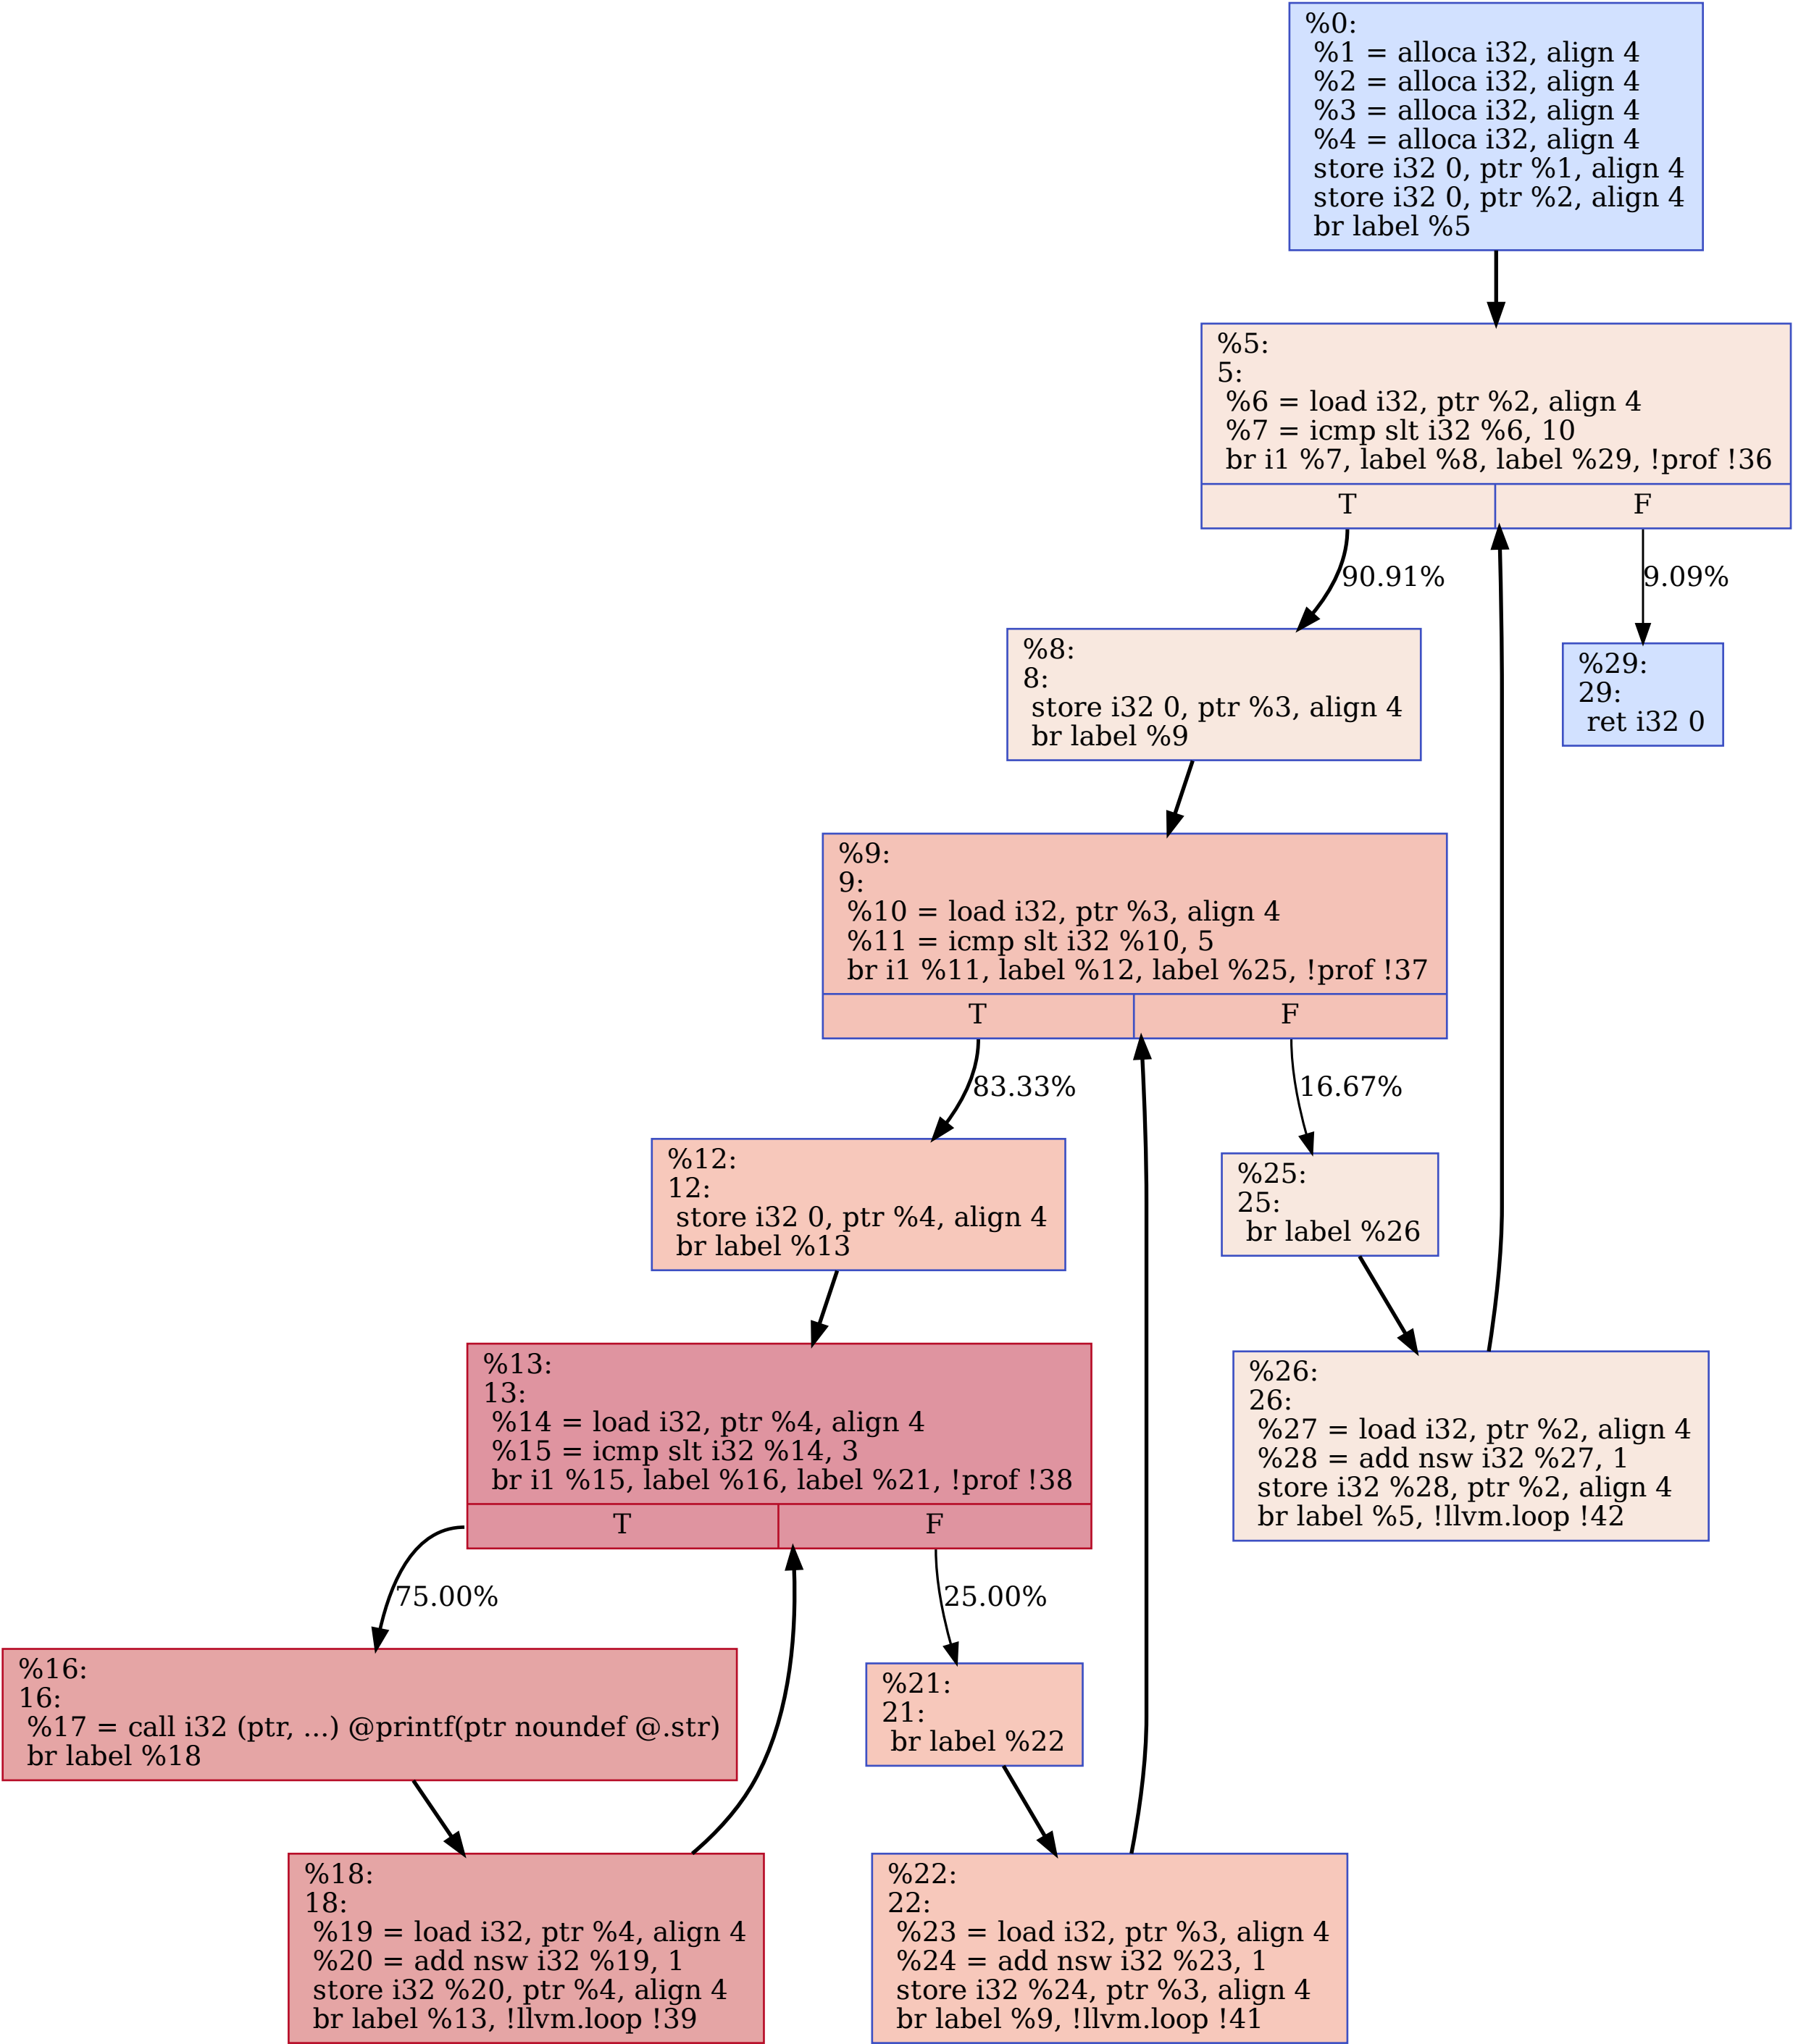 %0:
%1 = alloca i32, align 4
%2 = alloca i32, align 4
%3 = alloca i32, align 4
%4 = alloca i32, align 4
store i32 0, ptr %1, align 4
store i32 0, ptr %2, align 4
br label %5
%5:
5:
%6 = load i32, ptr %2, align 4
%7 = icmp slt i32 %6, 10
br i1 %7, label %8, label %29, !prof !36
T
F
90.91%
9.09%
%8:
8:
store i32 0, ptr %3, align 4
br label %9
%29:
29:
ret i32 0
%9:
9:
%10 = load i32, ptr %3, align 4
%11 = icmp slt i32 %10, 5
br i1 %11, label %12, label %25, !prof !37
T
F
83.33%
16.67%
%12:
12:
store i32 0, ptr %4, align 4
br label %13
%25:
25:
br label %26
%13:
13:
%14 = load i32, ptr %4, align 4
%15 = icmp slt i32 %14, 3
br i1 %15, label %16, label %21, !prof !38
T
F
%26:
26:
%27 = load i32, ptr %2, align 4
%28 = add nsw i32 %27, 1
store i32 %28, ptr %2, align 4
br label %5, !llvm.loop !42
75.00%
25.00%
%16:
16:
%17 = call i32 (ptr, ...) @printf(ptr noundef @.str)
br label %18
%21:
21:
br label %22
%18:
18:
%19 = load i32, ptr %4, align 4
%20 = add nsw i32 %19, 1
store i32 %20, ptr %4, align 4
br label %13, !llvm.loop !39
%22:
22:
%23 = load i32, ptr %3, align 4
%24 = add nsw i32 %23, 1
store i32 %24, ptr %3, align 4
br label %9, !llvm.loop !41